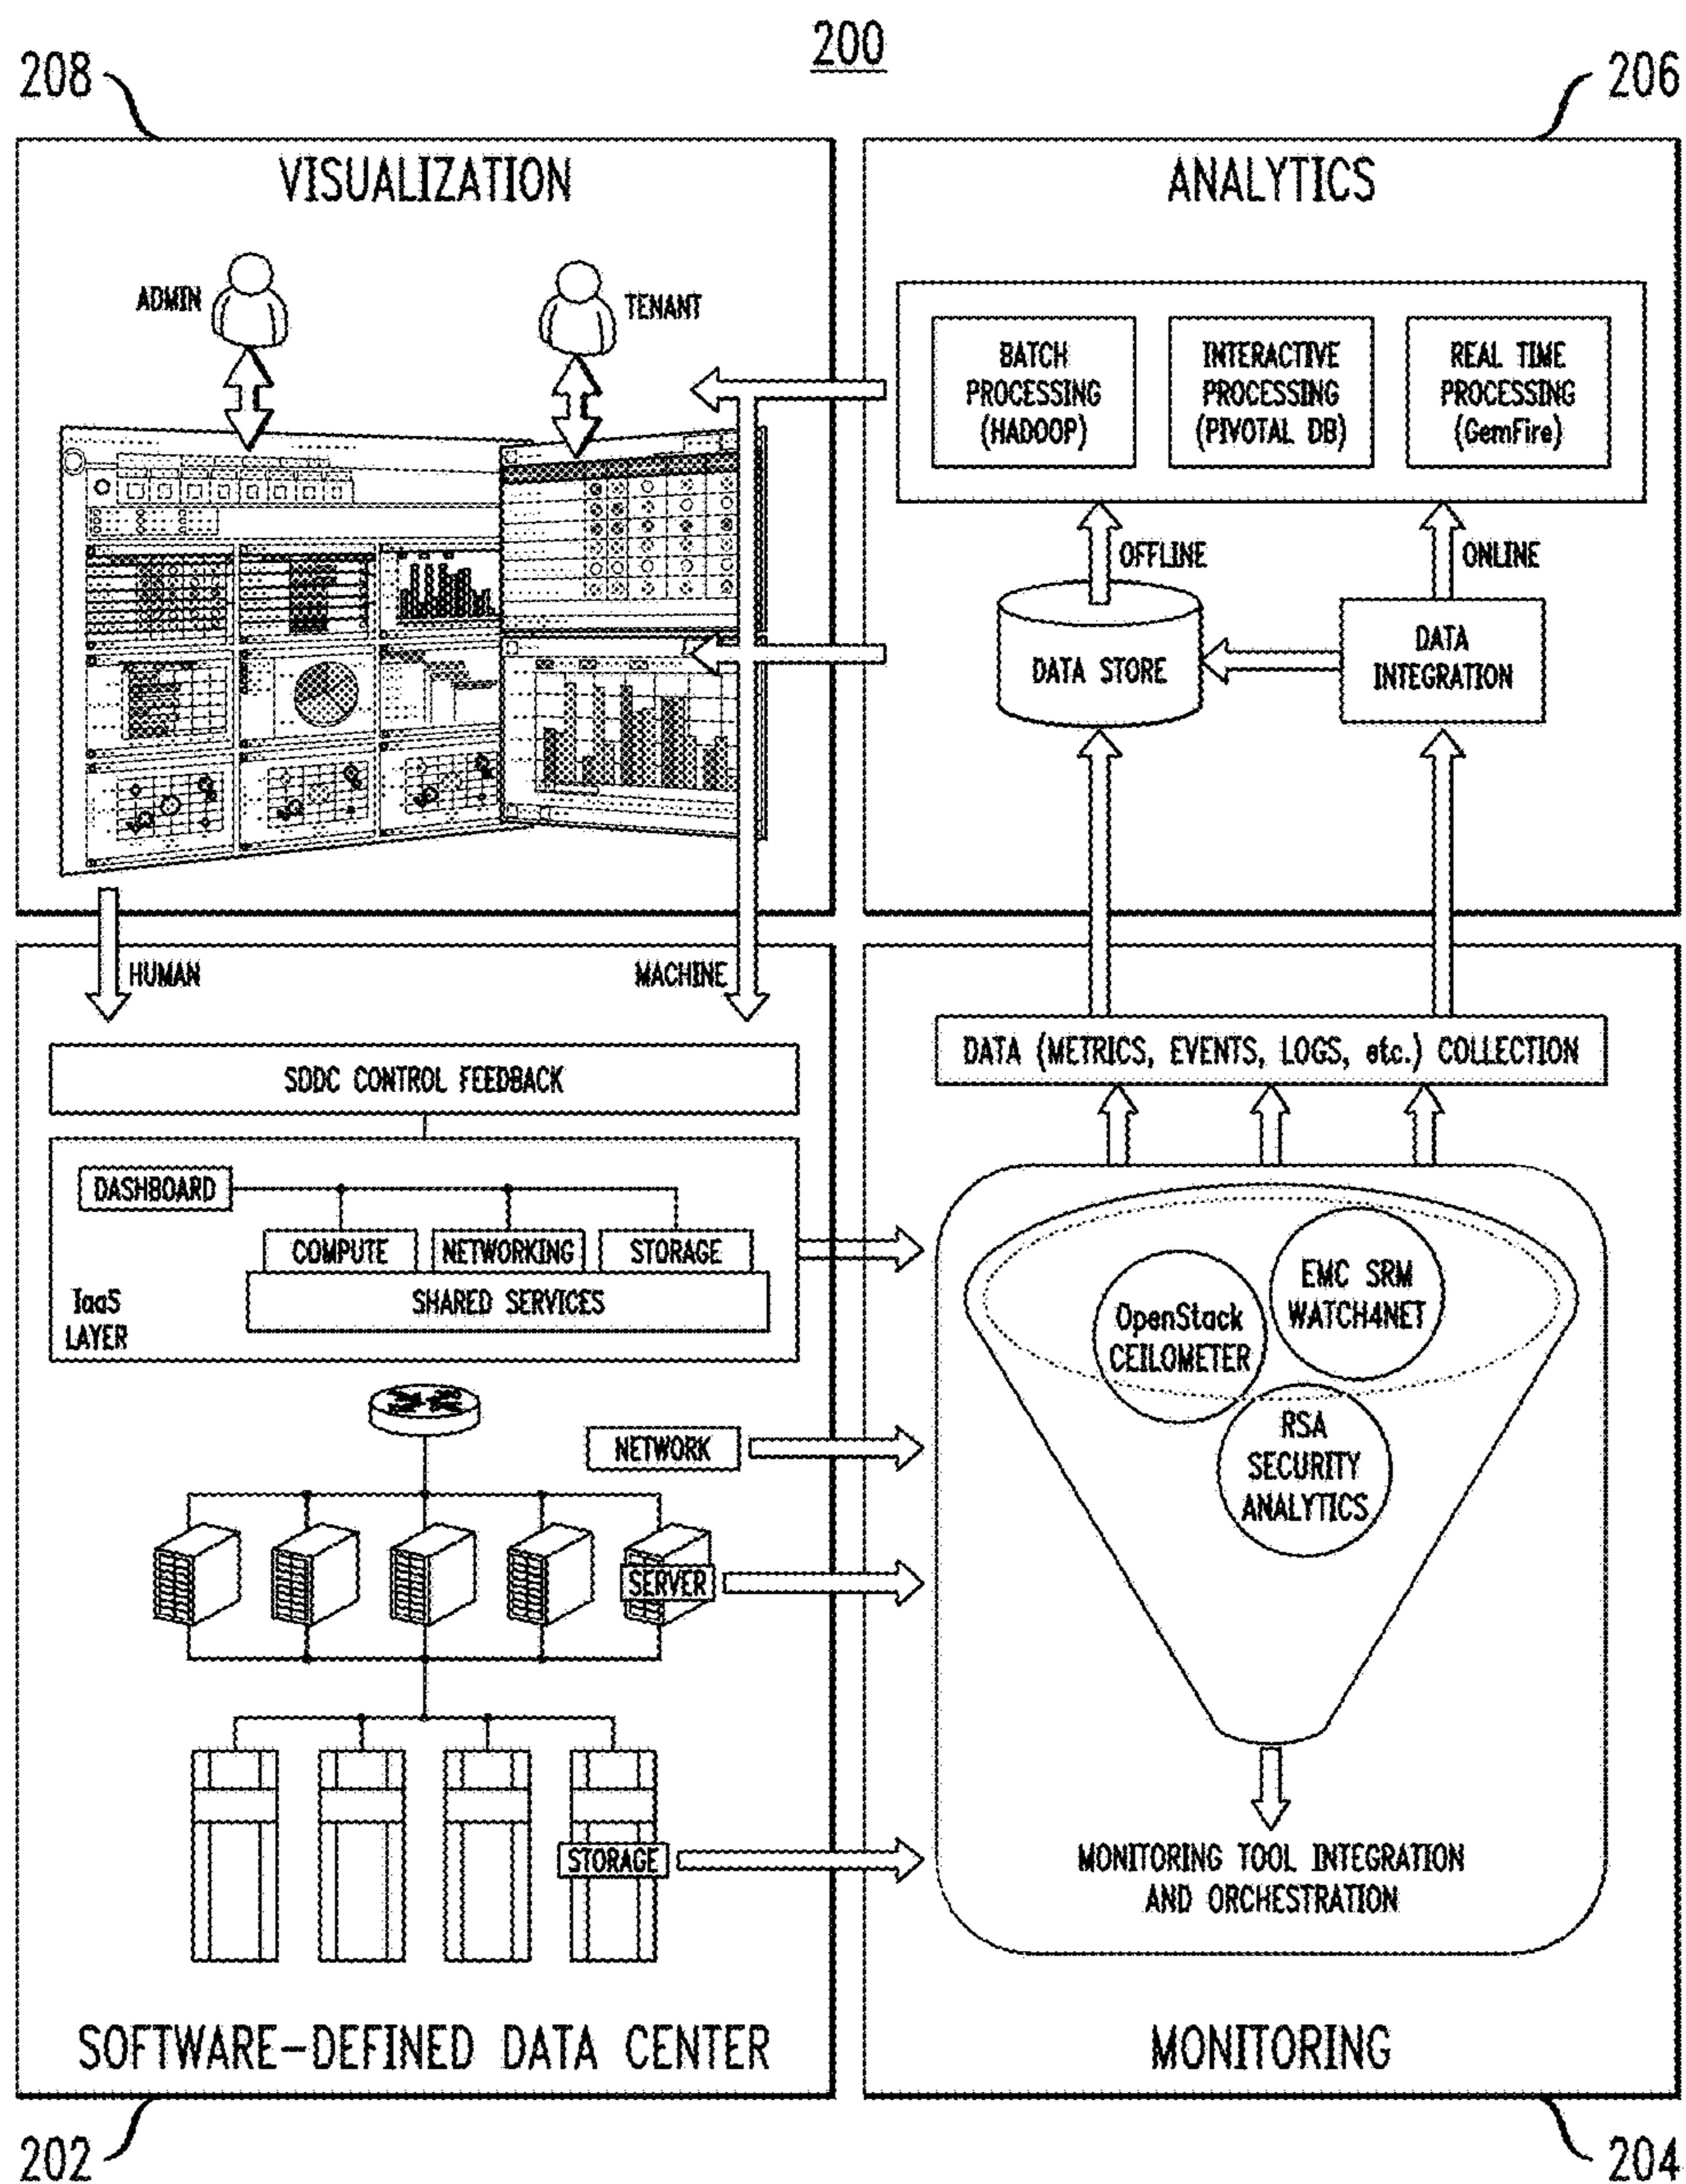 200
208
206
VISUALIZATION
ADMIN
TENANT
ANALYTICS
BATCH
PROCESSING
(HADOOP)
INTERACTIVE
PROCESSING
(PIVOTAL DB)
REAL TIME
PROCESSING
(GemFire)
OFFLINE
ONLINE
DATA STORE
DATA
INTEGRATION
HUMAN
MACHINE
SDDC CONTROL FEEDBACK
DASHBOARD
COMPUTE
NETWORKING
STORAGE
SHARED SERVICES
IaaS
LAYER
NETWORK
SERVER
STORAGE
SOFTWARE-DEFINED DATA CENTER
202
DATA (METRICS, EVENTS, LOGS, etc.) COLLECTION
OpenStack
CEILOMETER
EMC SRM
WATCH4NET
RSA
SECURITY
ANALYTICS
MONITORING TOOL INTEGRATION
AND ORCHESTRATION
MONITORING
204